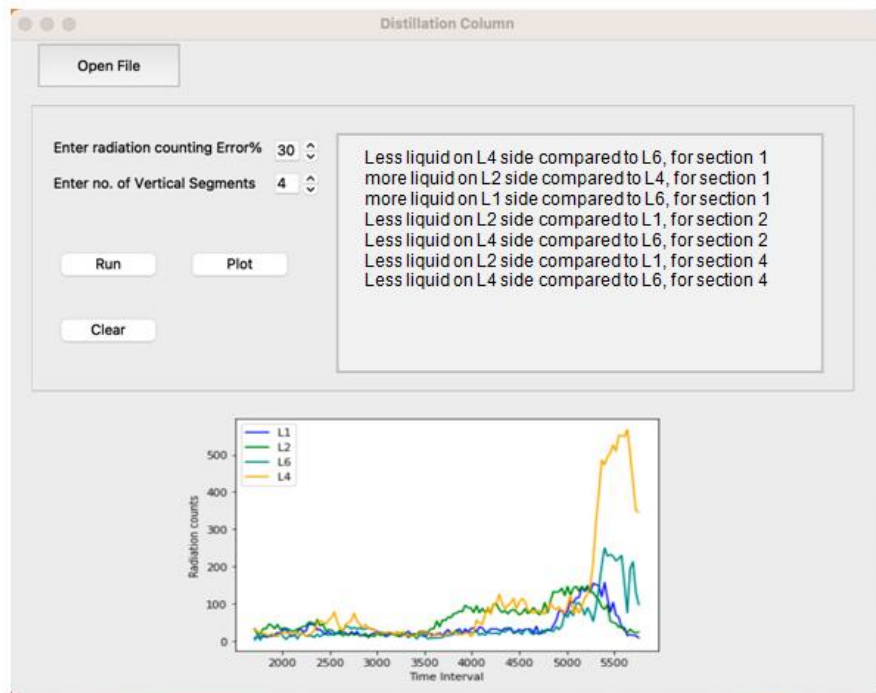 Distillation Column
Open File
Enter radiation counting Error% 30
Enter no. of Vertical Segments 4
Run Plot
Clear
Less liquid on L4 side compared to L6, for section 1
more liquid on L2 side compared to L4, for section 1
more liquid on L1 side compared to L6, for section 1
Less liquid on L2 side compared to L1, for section 2
Less liquid on L4 side compared to L6, for section 2
Less liquid on L2 side compared to L1, for section 4
Less liquid on L4 side compared to L6, for section 4
L1
L2
L6
L4
Radiation counts
500
400
300
200
100
0
2000 2500 3000 3500 4000 4500 5000 5500
Time Interval